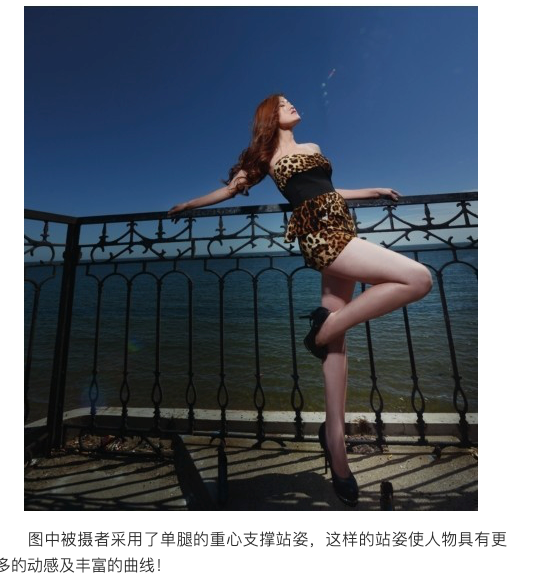 图中被摄者采用了单腿的重心支撑站姿，这样的站姿使人物具有更
多的动感及丰富的曲线！